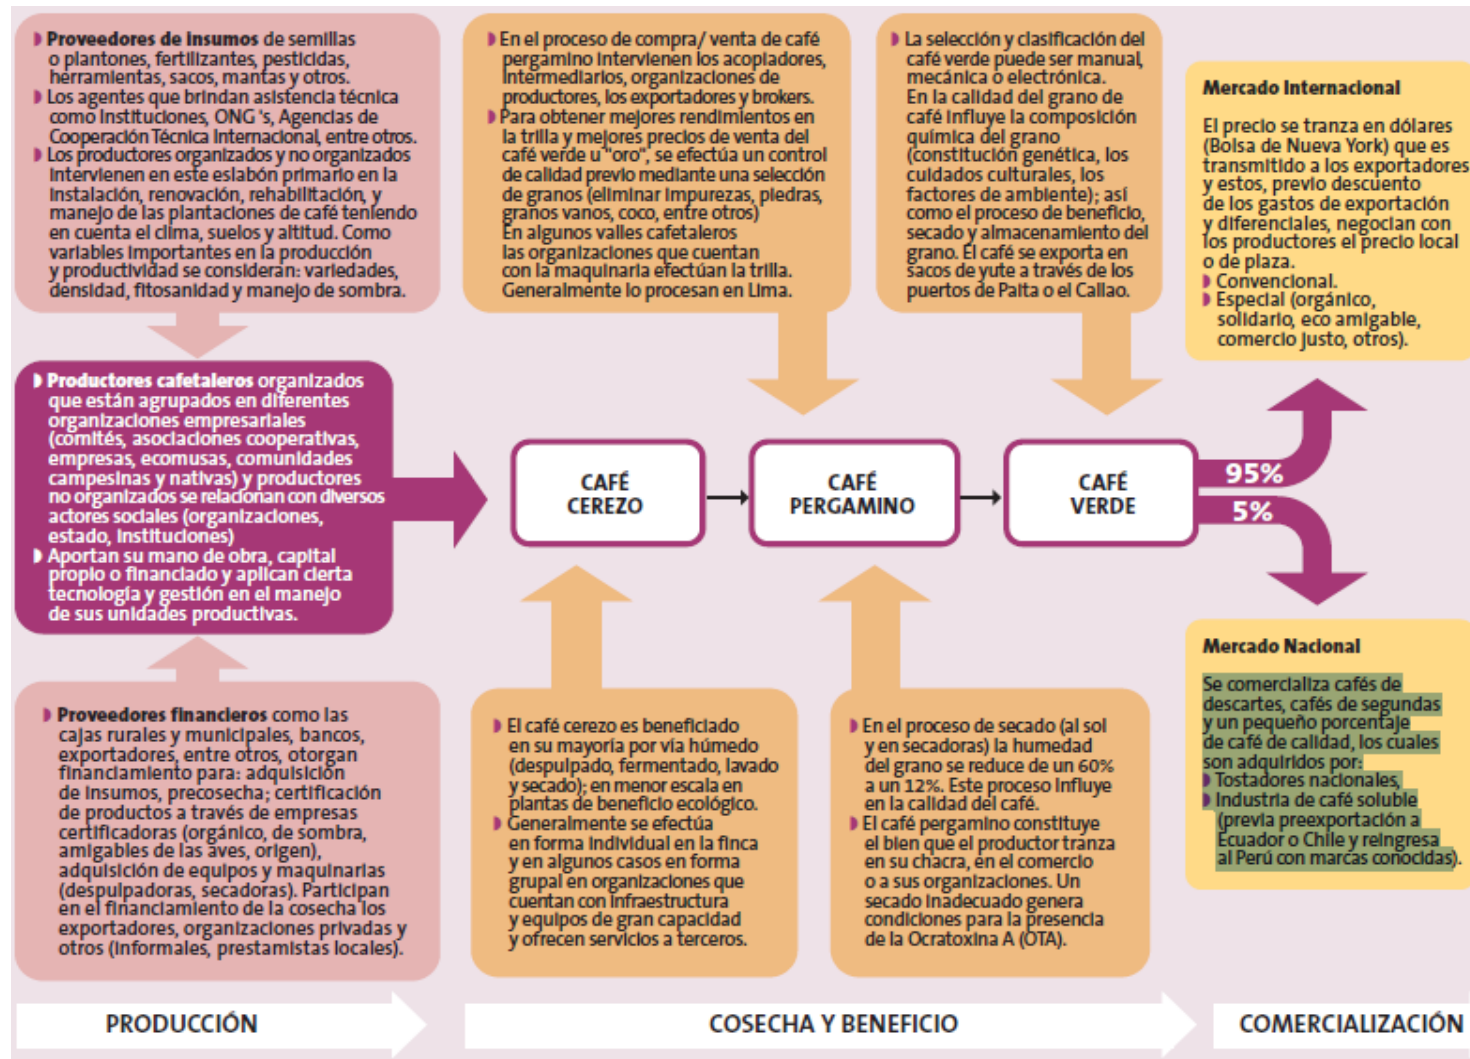 Proveedores de insumos de semillas
o plantones, fertilizantes, pesticidas,
herramientas, sacos, mantas y otros.
Los agentes que brindan asistencia técnica
como Instituciones, ONG 's, Agencias de
Cooperación Técnica Internacional, entre otros.
Los productores organizados y no organizados
intervienen en este eslabón primario en la
instalación, renovación, rehabilitación, y
manejo de las plantaciones de café teniendo
en cuenta el clima, suelos y altitud. Como
variables importantes en la producción
y productividad se consideran: variedades,
densidad, fitosanidad y manejo de sombra.
Productores cafetaleros organizados
que están agrupados en diferentes
organizaciones empresariales
(comités, asociaciones cooperativas,
empresas, ecomusas, comunidades
campesinas y nativas) y productores
no organizados se relacionan con diversos
actores sociales (organizaciones,
estado, instituciones)
Aportan su mano de obra, capital
propio o financiado y aplican cierta
tecnología y gestión en el manejo
de sus unidades productivas.
Proveedores financieros como las
cajas rurales y municipales, bancos,
exportadores, entre otros, otorgan
financiamiento para: adquisición
de insumos, precosecha; certificación
de productos a través de empresas
certificadoras (orgánico, de sombra,
amigables de las aves, origen),
adquisición de equipos y maquinarias
(despulpadoras, secadoras). Participan
en el financiamiento de la cosecha los
exportadores, organizaciones privadas y
otros (informales, prestamistas locales).
En el proceso de compra/ venta de café
pergamino intervienen los acopiadores,
intermediarios, organizaciones de
productores, los exportadores y brokers.
Para obtener mejores rendimientos en
la trilla y mejores precios de venta del
café verde u "oro", se efectúa un control
de calidad previo mediante una selección
de granos (eliminar impurezas, piedras,
granos vanos, coco, entre otros)
En algunos valles cafetaleros
las organizaciones que cuentan
con la maquinaria efectúan la trilla.
Generalmente lo procesan en Lima.
La selección y clasificación del
café verde puede ser manual,
mecánica o electrónica.
En la calidad del grano de
café influye la composición
química del grano
(constitución genética, los
cuidados culturales, los
factores de ambiente); así
como el proceso de beneficio,
secado y almacenamiento del
grano. El café se exporta en
sacos de yute a través de los
puertos de Paita o el Callao.
CAFÉ
CEREZO
CAFÉ
PERGAMINO
CAFÉ
VERDE
95%
5%
El café cerezo es beneficiado
en su mayoría por vía húmedo
(despulpado, fermentado, lavado
y secado); en menor escala en
plantas de beneficio ecológico.
Generalmente se efectúa
en forma individual en la finca
y en algunos casos en forma
grupal en organizaciones que
cuentan con infraestructura
y equipos de gran capacidad
y ofrecen servicios a terceros.
En el proceso de secado (al sol
y en secadoras) la humedad
del grano se reduce de un 60%
a un 12%. Este proceso influye
en la calidad del café.
El café pergamino constituye
el bien que el productor tranza
en su chacra, en el comercio
o a sus organizaciones. Un
secado inadecuado genera
condiciones para la presencia
de la Ocratoxina A (OTA).
Mercado Internacional
El precio se tranza en dólares
(Bolsa de Nueva York) que es
transmitido a los exportadores
y estos, previo descuento
de los gastos de exportación
y diferenciales, negocian con
los productores el precio local
o de plaza.
Convencional.
Especial (orgánico,
solidario, eco amigable,
comercio justo, otros).
Mercado Nacional
Se comercializa cafés de
descartes, cafés de segundas
y un pequeño porcentaje
de café de calidad, los cuales
son adquiridos por:
Tostadores nacionales,
Industria de café soluble
(previa preexportación a
Ecuador o Chile y reingresa
al Perú con marcas conocidas).
PRODUCCIÓN
COSECHA Y BENEFICIO
COMERCIALIZACIÓN